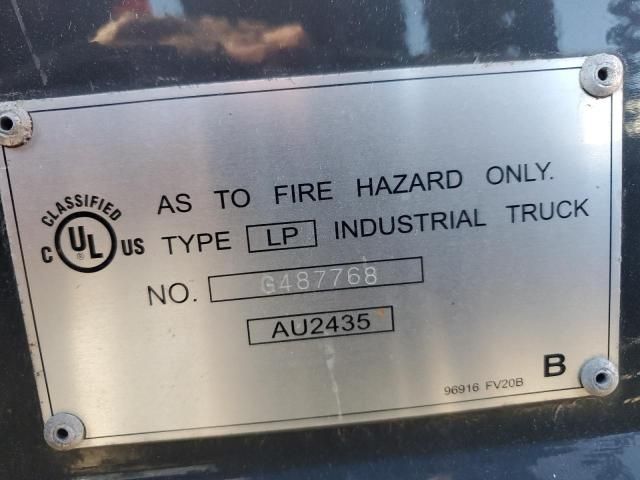 CLASSIFIED
C UL US
AS TO FIRE HAZARD ONLY.
TYPE LP INDUSTRIAL TRUCK
NO. G487768
AU2435
96916 FV20B
B